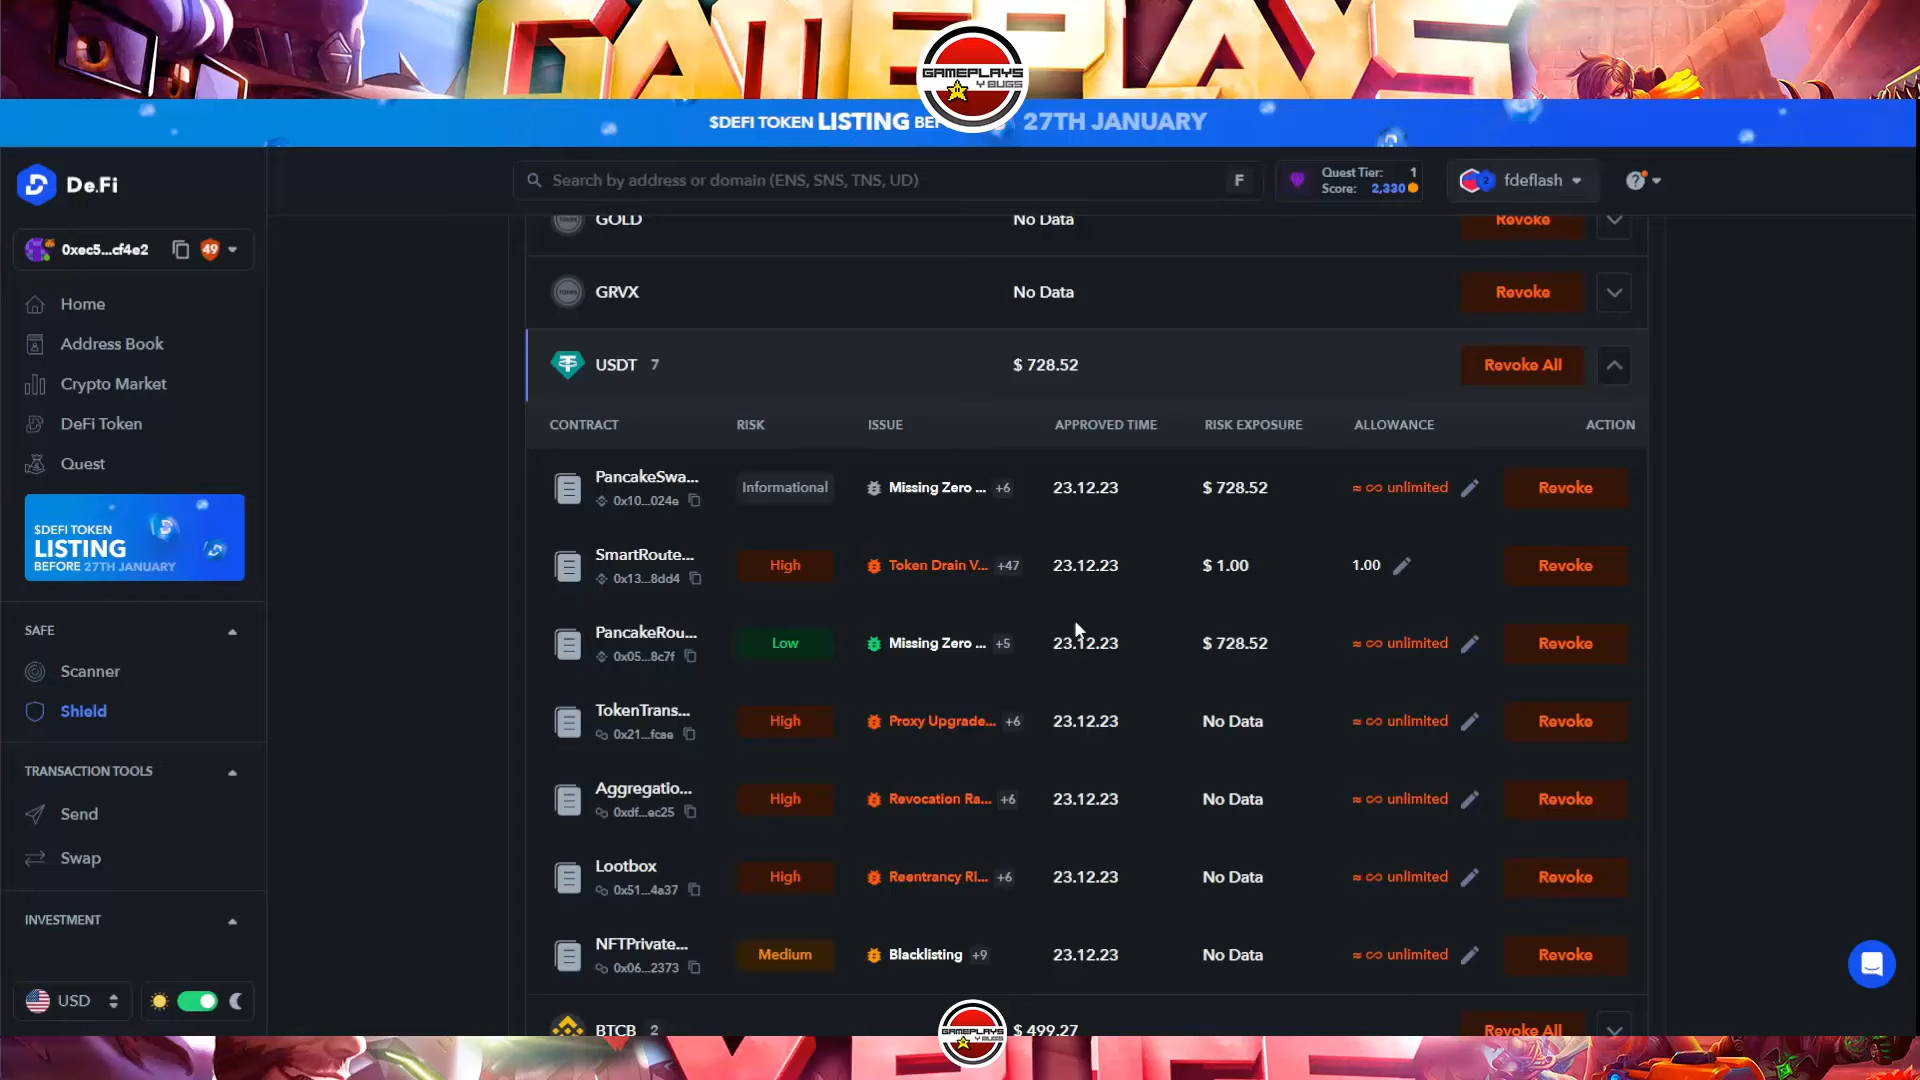 GAMEPLAYS
GAMEPLAYS
Y BUGS
$DEFI TOKEN LISTING BEF
27TH JANUARY
De.Fi
Search by address or domain (ENS, SNS, TNS, UD)
F
Quest Tier: 1
Score: 2,330
2
fdeflash
?
0xec5...cf4e2
49
Home
Address Book
Crypto Market
DeFi Token
Quest
$DEFI TOKEN
LISTING
BEFORE 27TH JANUARY
SAFE
Scanner
Shield
TRANSACTION TOOLS
Send
Swap
INVESTMENT
USD
GOLD No Data Revoke
GRVX No Data Revoke
USDT 7 $ 728.52 Revoke All
CONTRACT RISK ISSUE APPROVED TIME RISK EXPOSURE ALLOWANCE ACTION
PancakeSwa...
0x10...024e
Informational Missing Zero ... +6 23.12.23 $ 728.52 ≈ ∞ unlimited Revoke
SmartRoute...
0x13...8dd4
High Token Drain V... +47 23.12.23 $ 1.00 1.00 Revoke
PancakeRou...
0x05...8c7f
Low Missing Zero ... +5 23.12.23 $ 728.52 ≈ ∞ unlimited Revoke
TokenTrans...
0x21...fcae
High Proxy Upgrade... +6 23.12.23 No Data ≈ ∞ unlimited Revoke
Aggregatio...
0xdf...ec25
High Revocation Ra... +6 23.12.23 No Data ≈ ∞ unlimited Revoke
Lootbox
0x51...4a37
High Reentrancy Ri... +6 23.12.23 No Data ≈ ∞ unlimited Revoke
NFTPrivate...
0x06...2373
Medium Blacklisting +9 23.12.23 No Data ≈ ∞ unlimited Revoke
BTCB 2 $ 499.27 Revoke All
GAMEPLAYS
Y BUGS